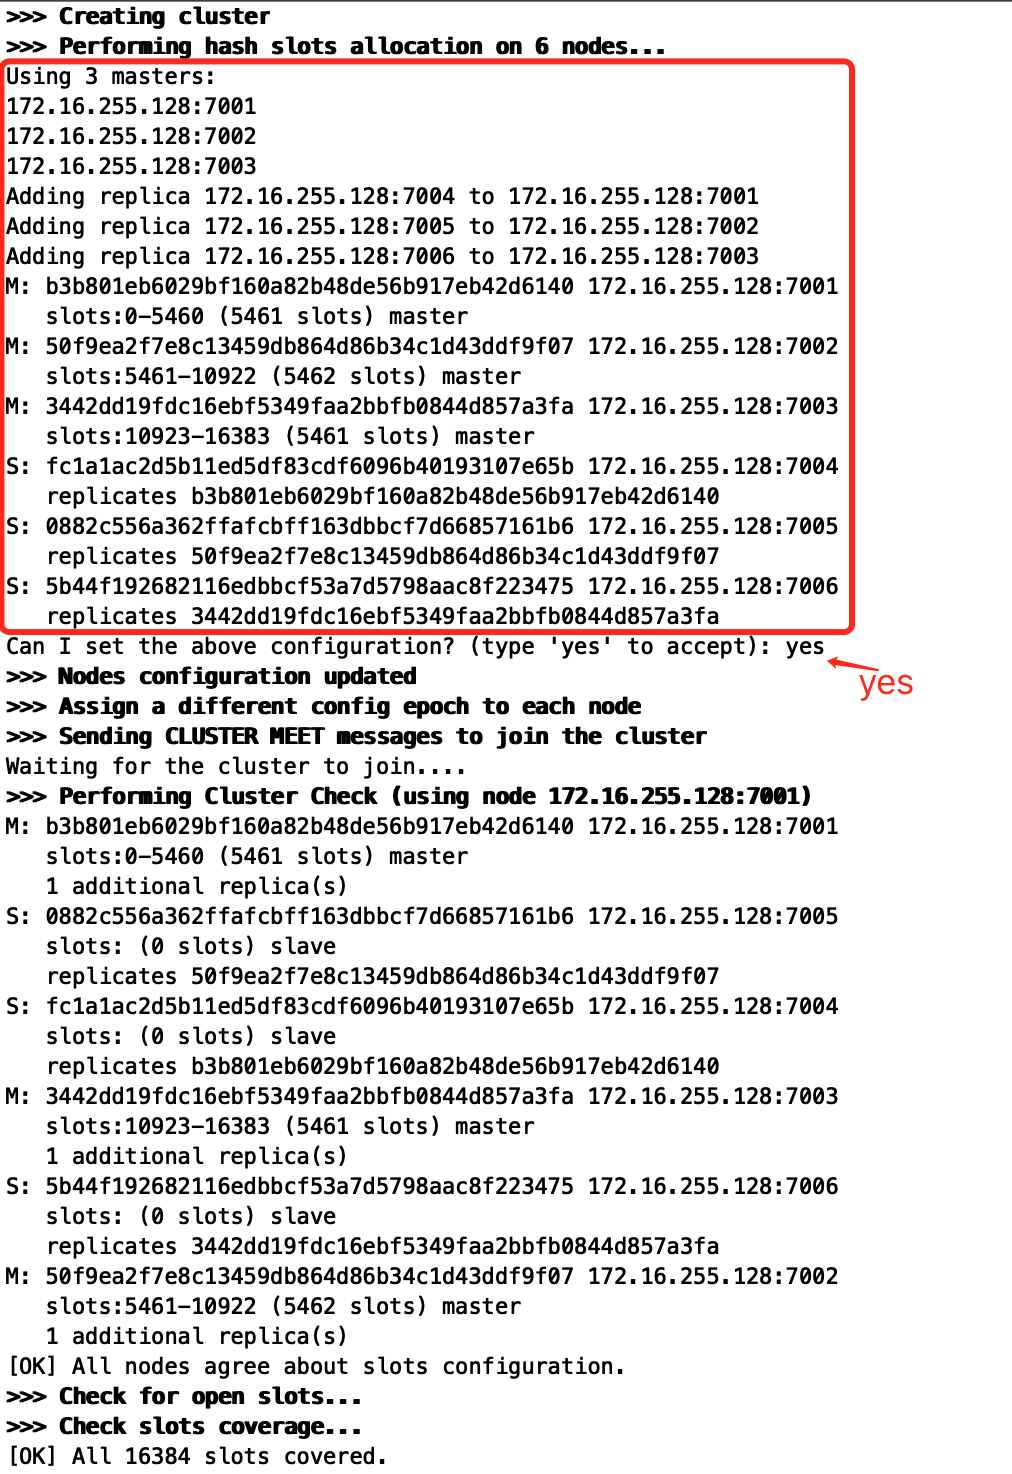 >>> Creating cluster
>>> Performing hash slots allocation on 6 nodes...
Using 3 masters:
172.16.255.128:7001
172.16.255.128:7002
172.16.255.128:7003
Adding replica 172.16.255.128:7004 to 172.16.255.128:7001
Adding replica 172.16.255.128:7005 to 172.16.255.128:7002
Adding replica 172.16.255.128:7006 to 172.16.255.128:7003
M: b3b801eb6029bf160a82b48de56b917eb42d6140 172.16.255.128:7001
   slots:0-5460 (5461 slots) master
M: 50f9ea2f7e8c13459db864d86b34c1d43ddf9f07 172.16.255.128:7002
   slots:5461-10922 (5462 slots) master
M: 3442dd19fdc16ebf5349faa2bbfb0844d857a3fa 172.16.255.128:7003
   slots:10923-16383 (5461 slots) master
S: fc1a1ac2d5b11ed5df83cdf6096b40193107e65b 172.16.255.128:7004
   replicates b3b801eb6029bf160a82b48de56b917eb42d6140
S: 0882c556a362ffafcbff163dbbcf7d66857161b6 172.16.255.128:7005
   replicates 50f9ea2f7e8c13459db864d86b34c1d43ddf9f07
S: 5b44f192682116edbbcf53a7d5798aac8f223475 172.16.255.128:7006
   replicates 3442dd19fdc16ebf5349faa2bbfb0844d857a3fa
Can I set the above configuration? (type 'yes' to accept): yes
>>> Nodes configuration updated
yes
>>> Assign a different config epoch to each node
>>> Sending CLUSTER MEET messages to join the cluster
Waiting for the cluster to join....
>>> Performing Cluster Check (using node 172.16.255.128:7001)
M: b3b801eb6029bf160a82b48de56b917eb42d6140 172.16.255.128:7001
   slots:0-5460 (5461 slots) master
   1 additional replica(s)
S: 0882c556a362ffafcbff163dbbcf7d66857161b6 172.16.255.128:7005
   slots: (0 slots) slave
   replicates 50f9ea2f7e8c13459db864d86b34c1d43ddf9f07
S: fc1a1ac2d5b11ed5df83cdf6096b40193107e65b 172.16.255.128:7004
   slots: (0 slots) slave
   replicates b3b801eb6029bf160a82b48de56b917eb42d6140
M: 3442dd19fdc16ebf5349faa2bbfb0844d857a3fa 172.16.255.128:7003
   slots:10923-16383 (5461 slots) master
   1 additional replica(s)
S: 5b44f192682116edbbcf53a7d5798aac8f223475 172.16.255.128:7006
   slots: (0 slots) slave
   replicates 3442dd19fdc16ebf5349faa2bbfb0844d857a3fa
M: 50f9ea2f7e8c13459db864d86b34c1d43ddf9f07 172.16.255.128:7002
   slots:5461-10922 (5462 slots) master
   1 additional replica(s)
[OK] All nodes agree about slots configuration.
>>> Check for open slots...
>>> Check slots coverage...
[OK] All 16384 slots covered.